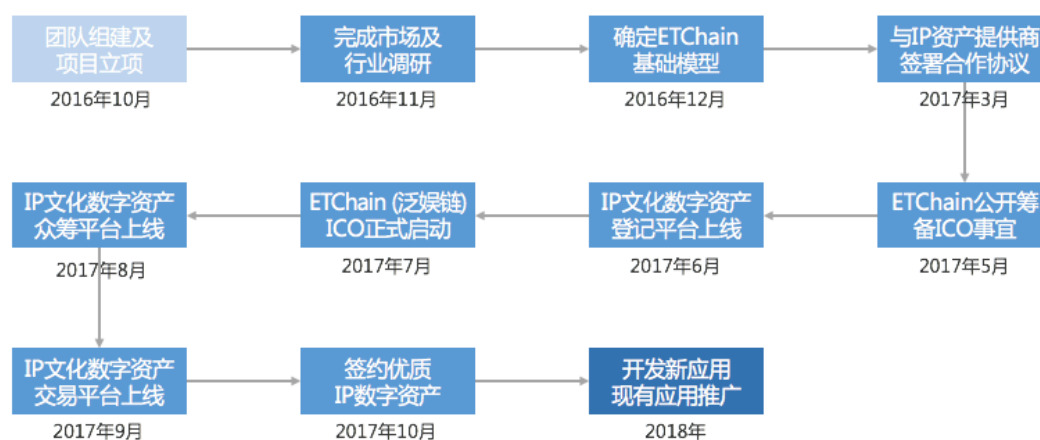 团队组建及
项目立项
2016年10月
完成市场及
行业调研
2016年11月
确定ETChain
基础模型
2016年12月
与IP资产提供商
签署合作协议
2017年3月
ETChain公开筹
备ICO事宜
2017年5月
IP文化数字资产
登记平台上线
2017年6月
ETChain (泛娱链)
ICO正式启动
2017年7月
IP文化数字资产
众筹平台上线
2017年8月
IP文化数字资产
交易平台上线
2017年9月
签约优质
IP数字资产
2017年10月
开发新应用
现有应用推广
2018年